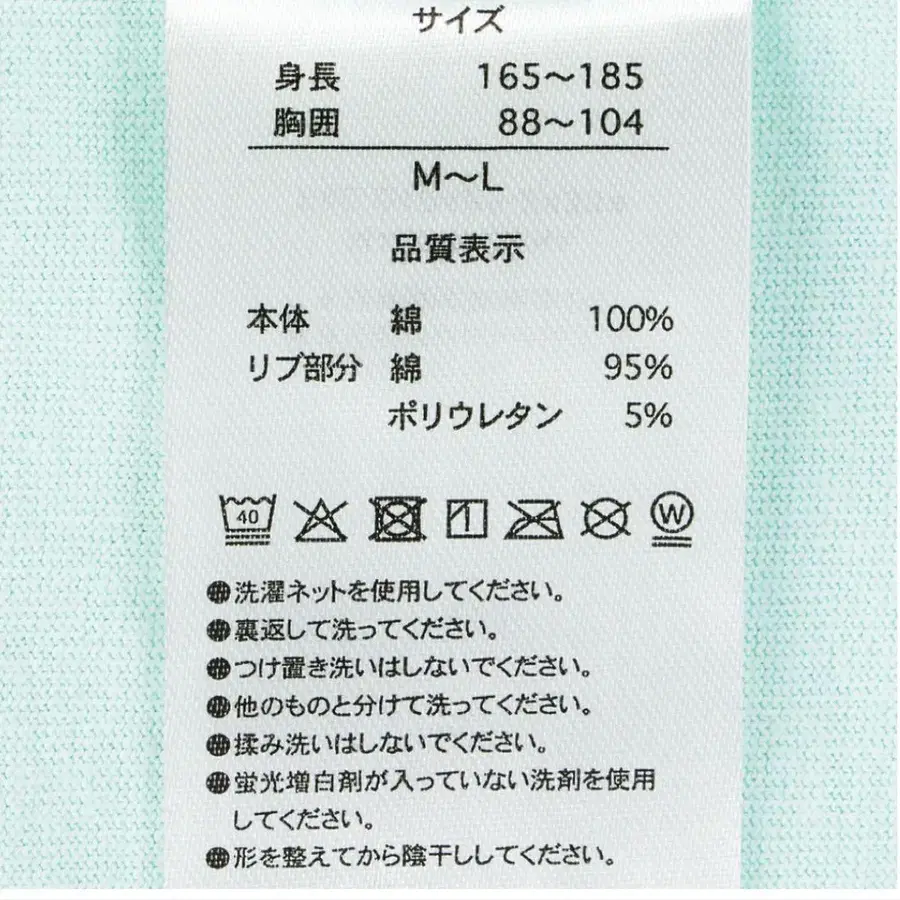 サイズ
身長 165～185
胸囲 88～104
M～L
品質表示
本体 綿 100%
リブ部分 綿 95%
ポリウレタン 5%
40 W
●洗濯ネットを使用してください。
●裏返して洗ってください。
●つけ置き洗いはしないでください。
●他のものと分けて洗ってください。
●揉み洗いはしないでください。
●蛍光増白剤が入っていない洗剤を使用
してください。
●形を整えてから陰干ししてください。